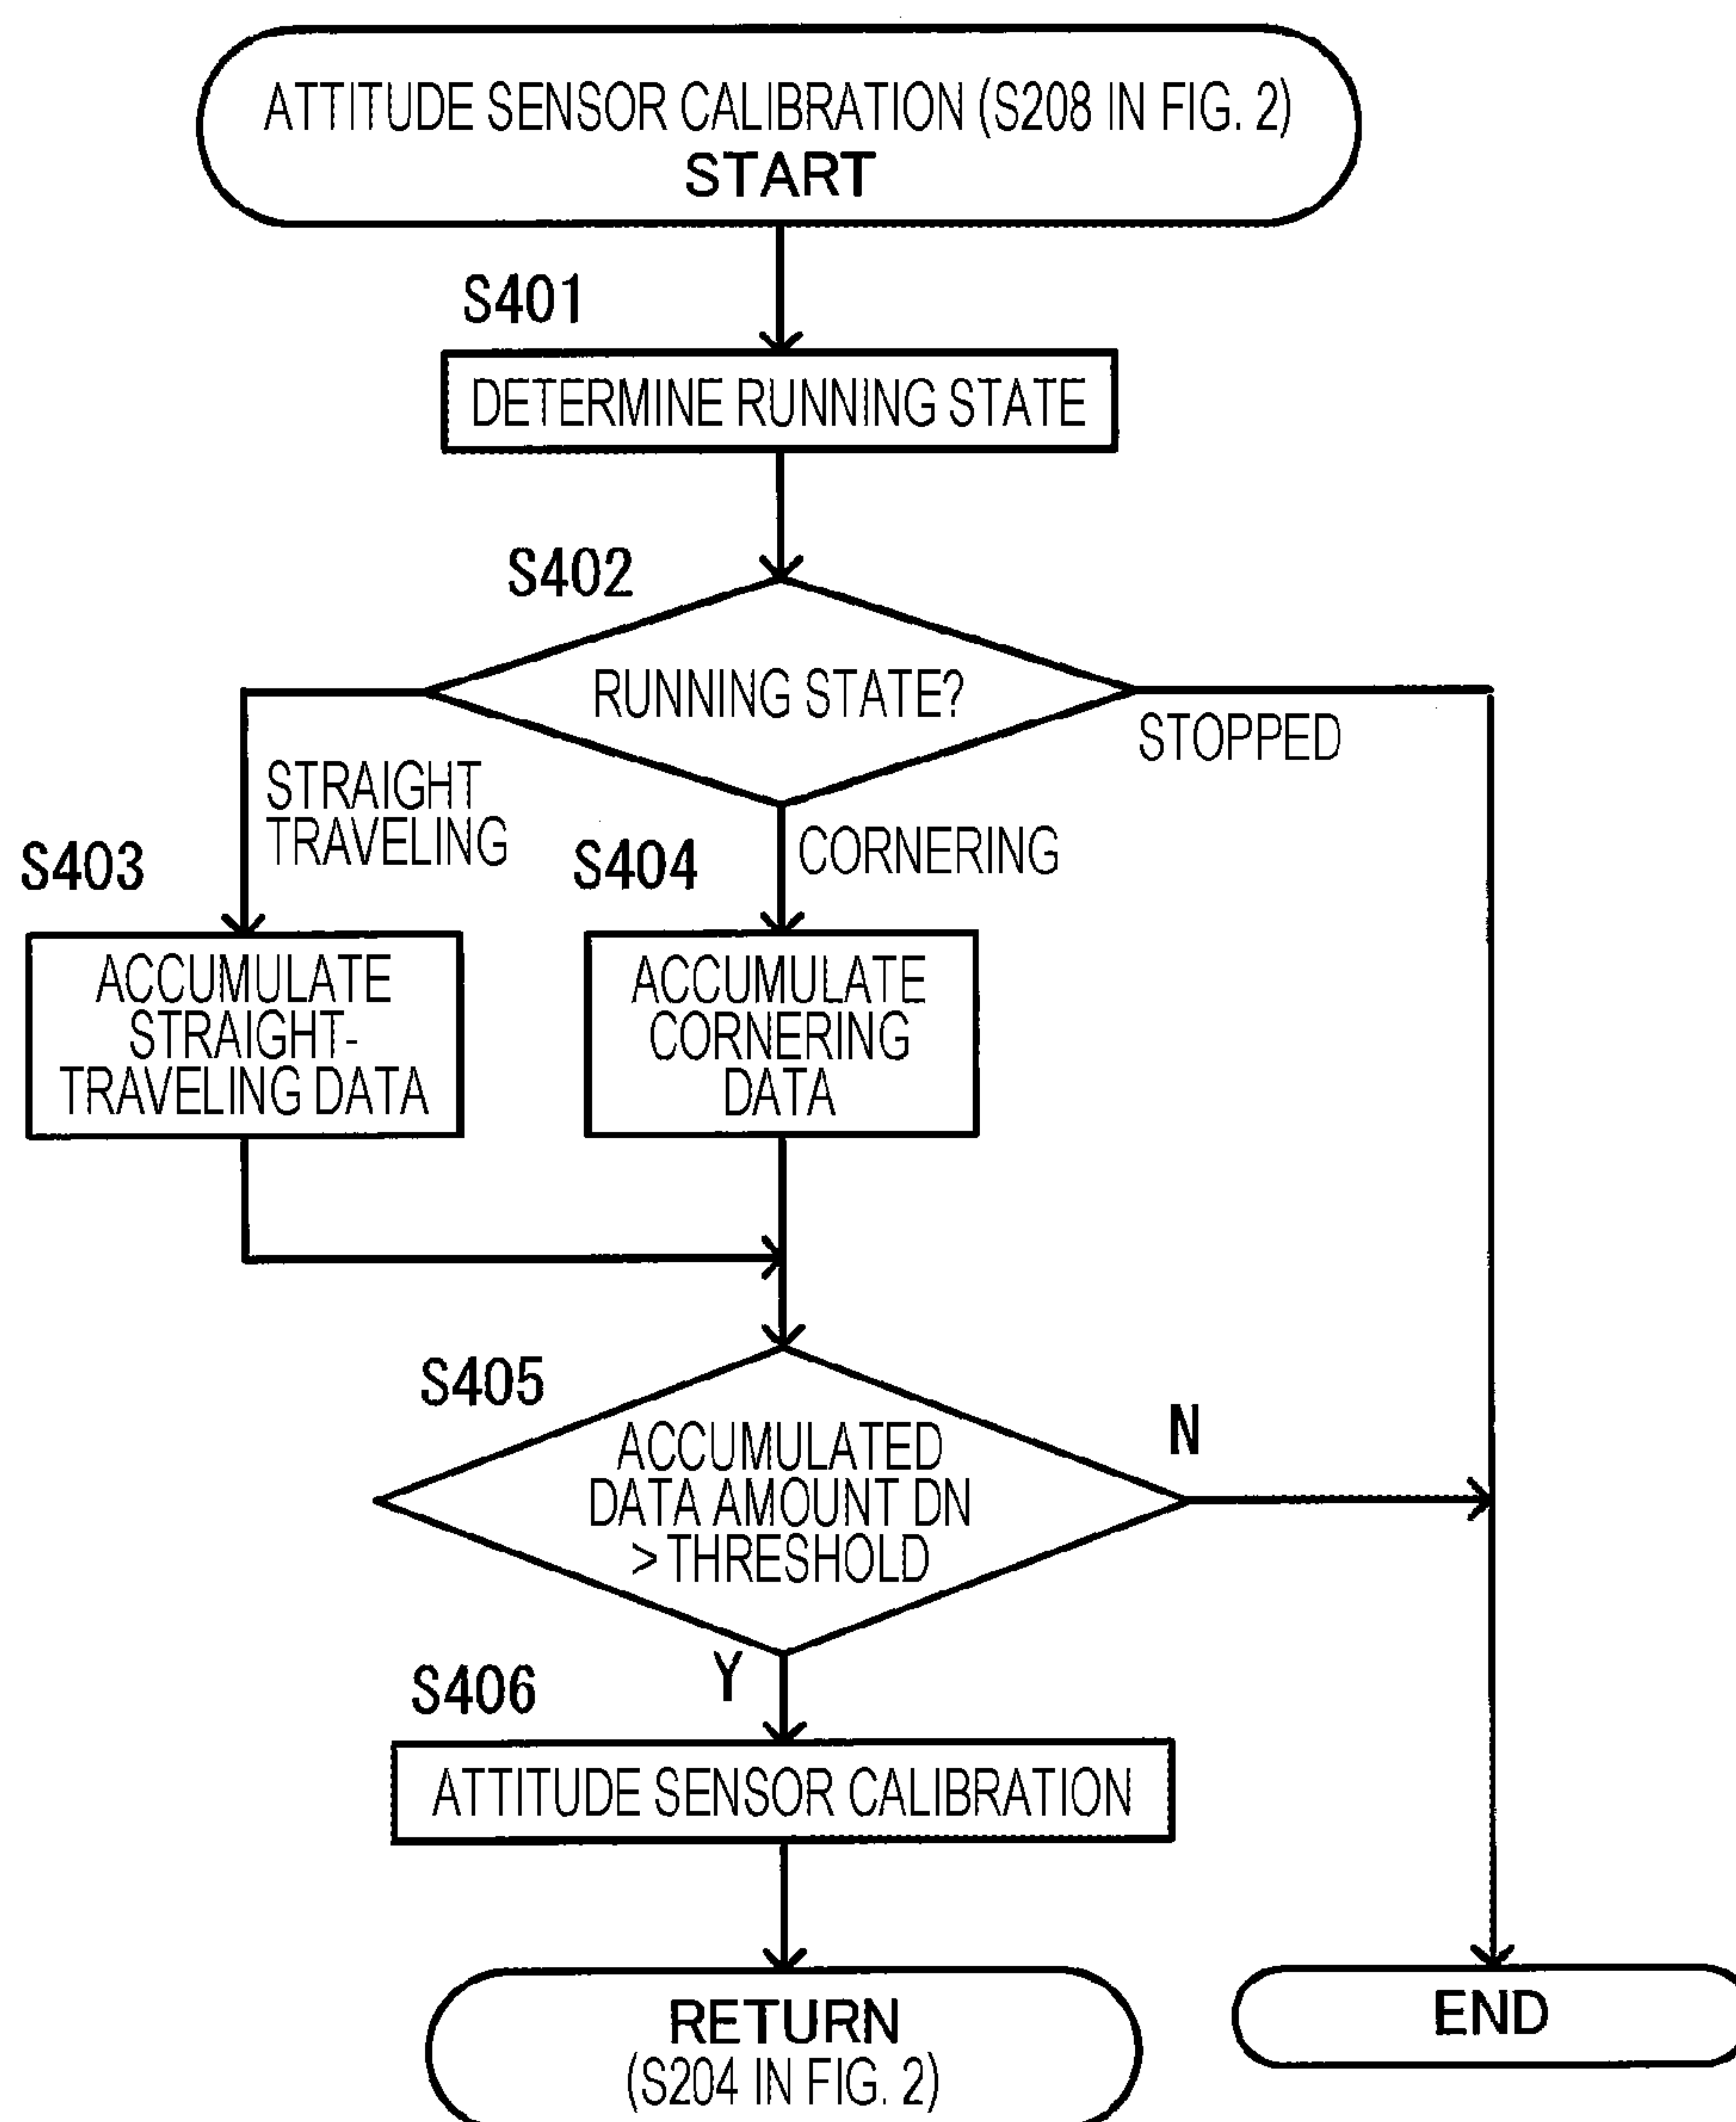 ATTITUDE SENSOR CALIBRATION (S208 IN FIG. 2)
START
S401
DETERMINE RUNNING STATE
S402
RUNNING STATE?
STOPPED
STRAIGHT
TRAVELING
CORNERING
S403
S404
ACCUMULATE
STRAIGHT-
TRAVELING DATA
ACCUMULATE
CORNERING
DATA
S405
ACCUMULATED
DATA AMOUNT DN
> THRESHOLD
N
Y
S406
ATTITUDE SENSOR CALIBRATION
RETURN
(S204 IN FIG. 2)
END